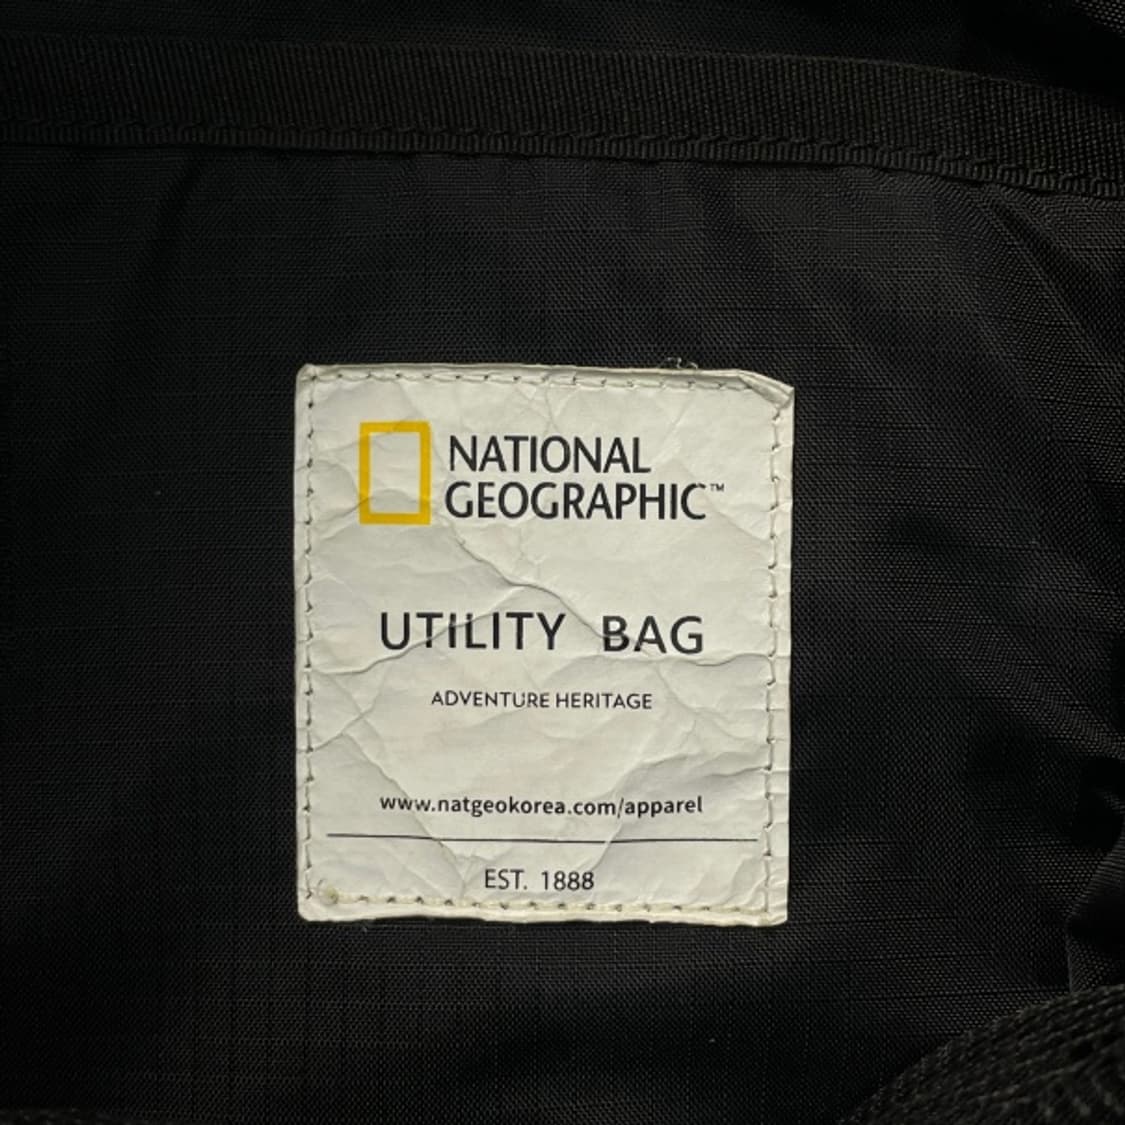 NATIONAL
GEOGRAPHIC™
UTILITY BAG
ADVENTURE HERITAGE
www.natgeokorea.com/apparel
EST. 1888